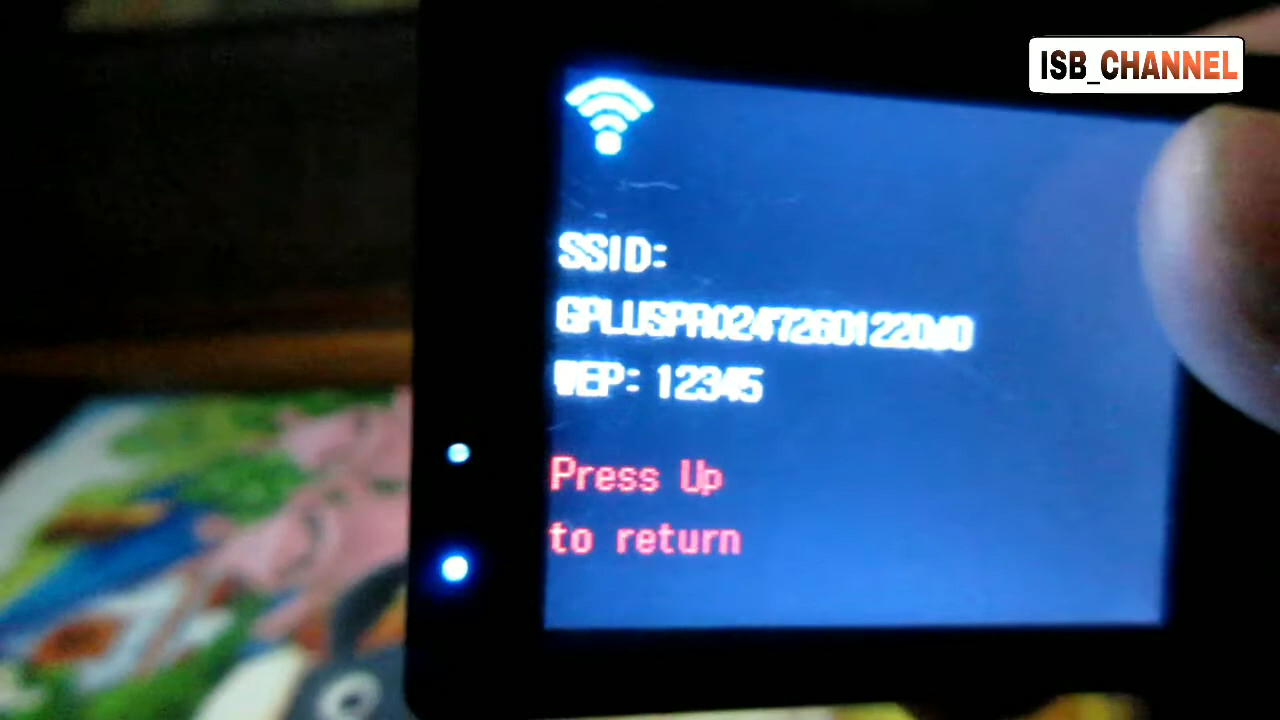 ISB_CHANNEL
SSID:
WEP: 12345
Press Up
to return